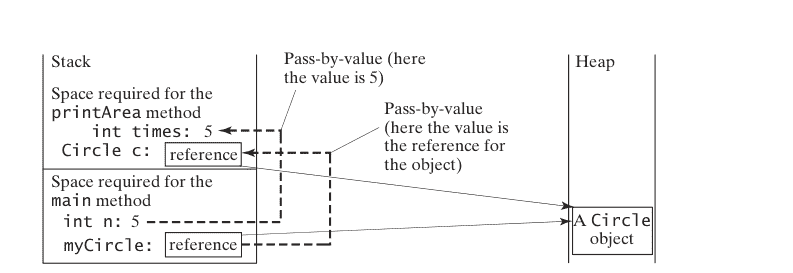 Stack
Space required for the
printArea method
int times: 5
Circle c: reference
Space required for the
main method
int n: 5
myCircle: reference
Pass-by-value (here
the value is 5)
Pass-by-value
(here the value is
the reference for
the object)
Heap
A Circle
object